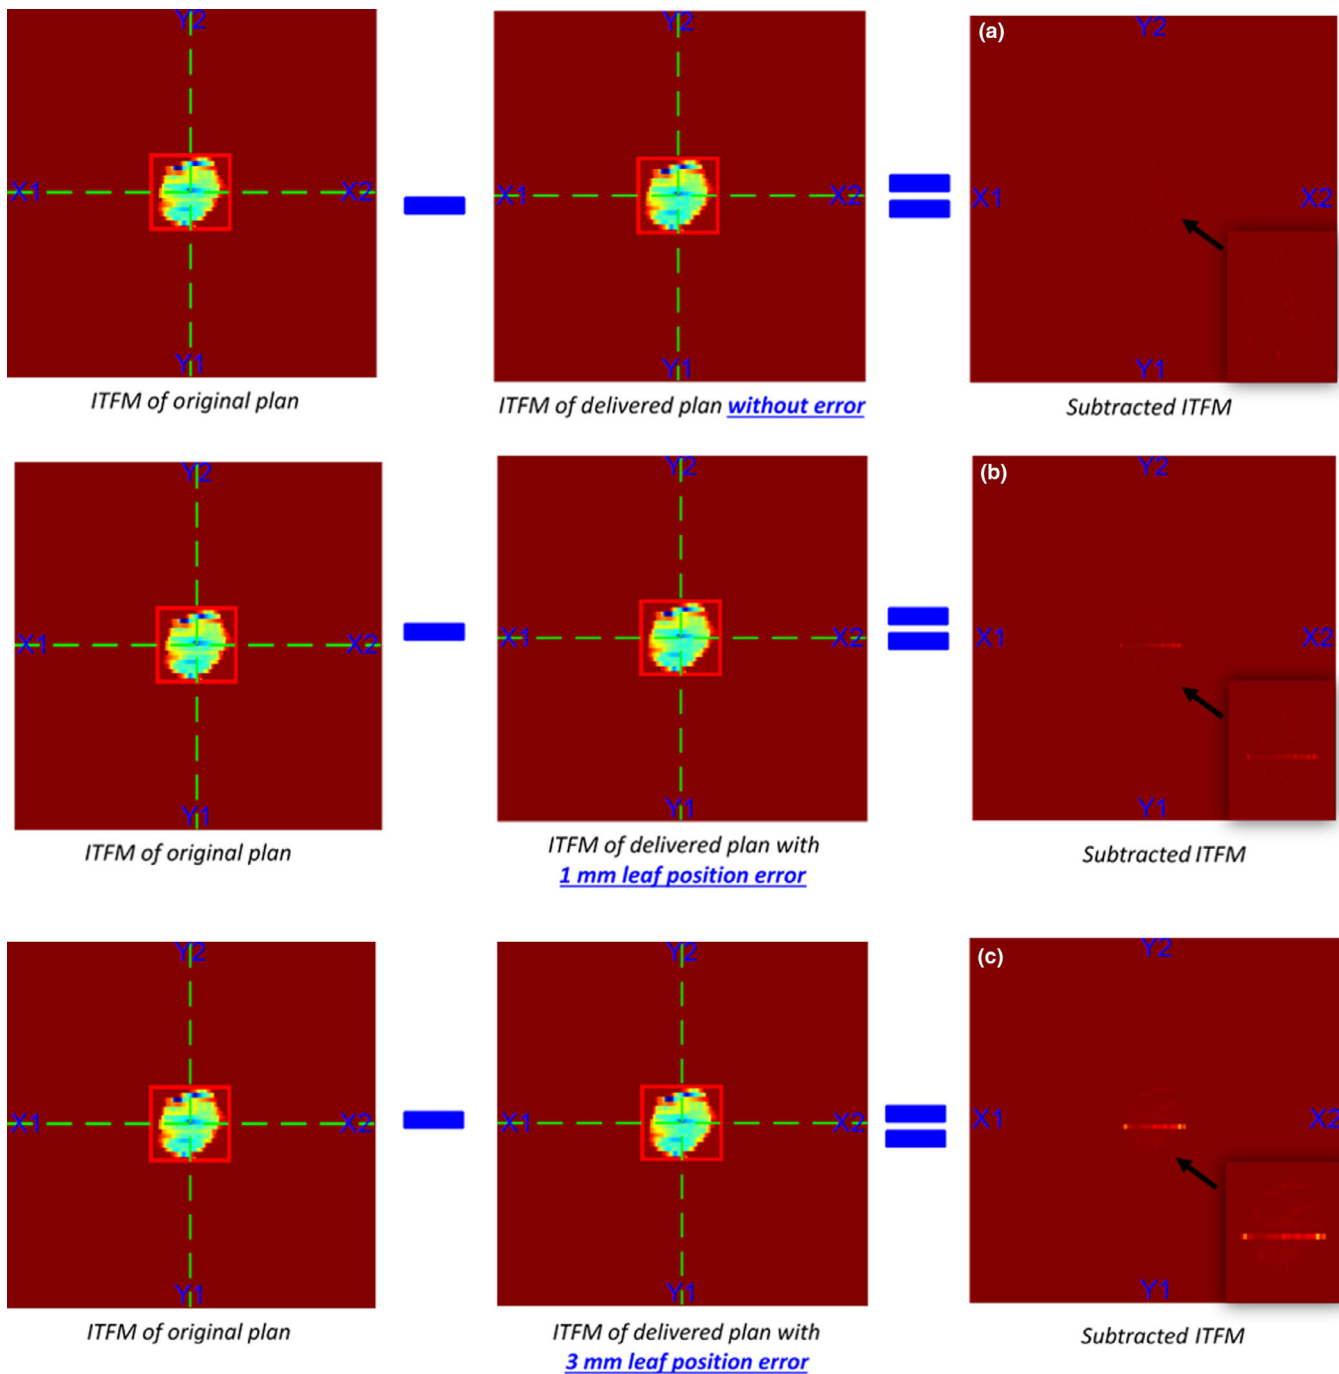 Y2
X1
X2
Y1
ITFM of original plan
Y2
X1
X2
Y1
ITFM of delivered plan without error
(a)
Y2
X1
X2
Y1
Subtracted ITFM
Y2
X1
X2
Y1
ITFM of original plan
Y2
X1
X2
Y1
ITFM of delivered plan with
1 mm leaf position error
(b)
Y2
X1
X2
Y1
Subtracted ITFM
Y2
X1
X2
Y1
ITFM of original plan
Y2
X1
X2
Y1
ITFM of delivered plan with
3 mm leaf position error
(c)
Y2
X1
X2
Y1
Subtracted ITFM